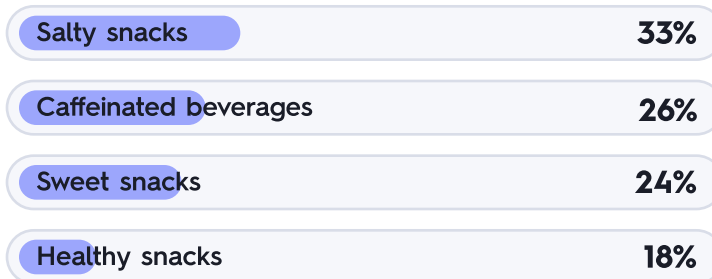 Salty snacks 33%
Caffeinated beverages 26%
Sweet snacks 24%
Healthy snacks 18%